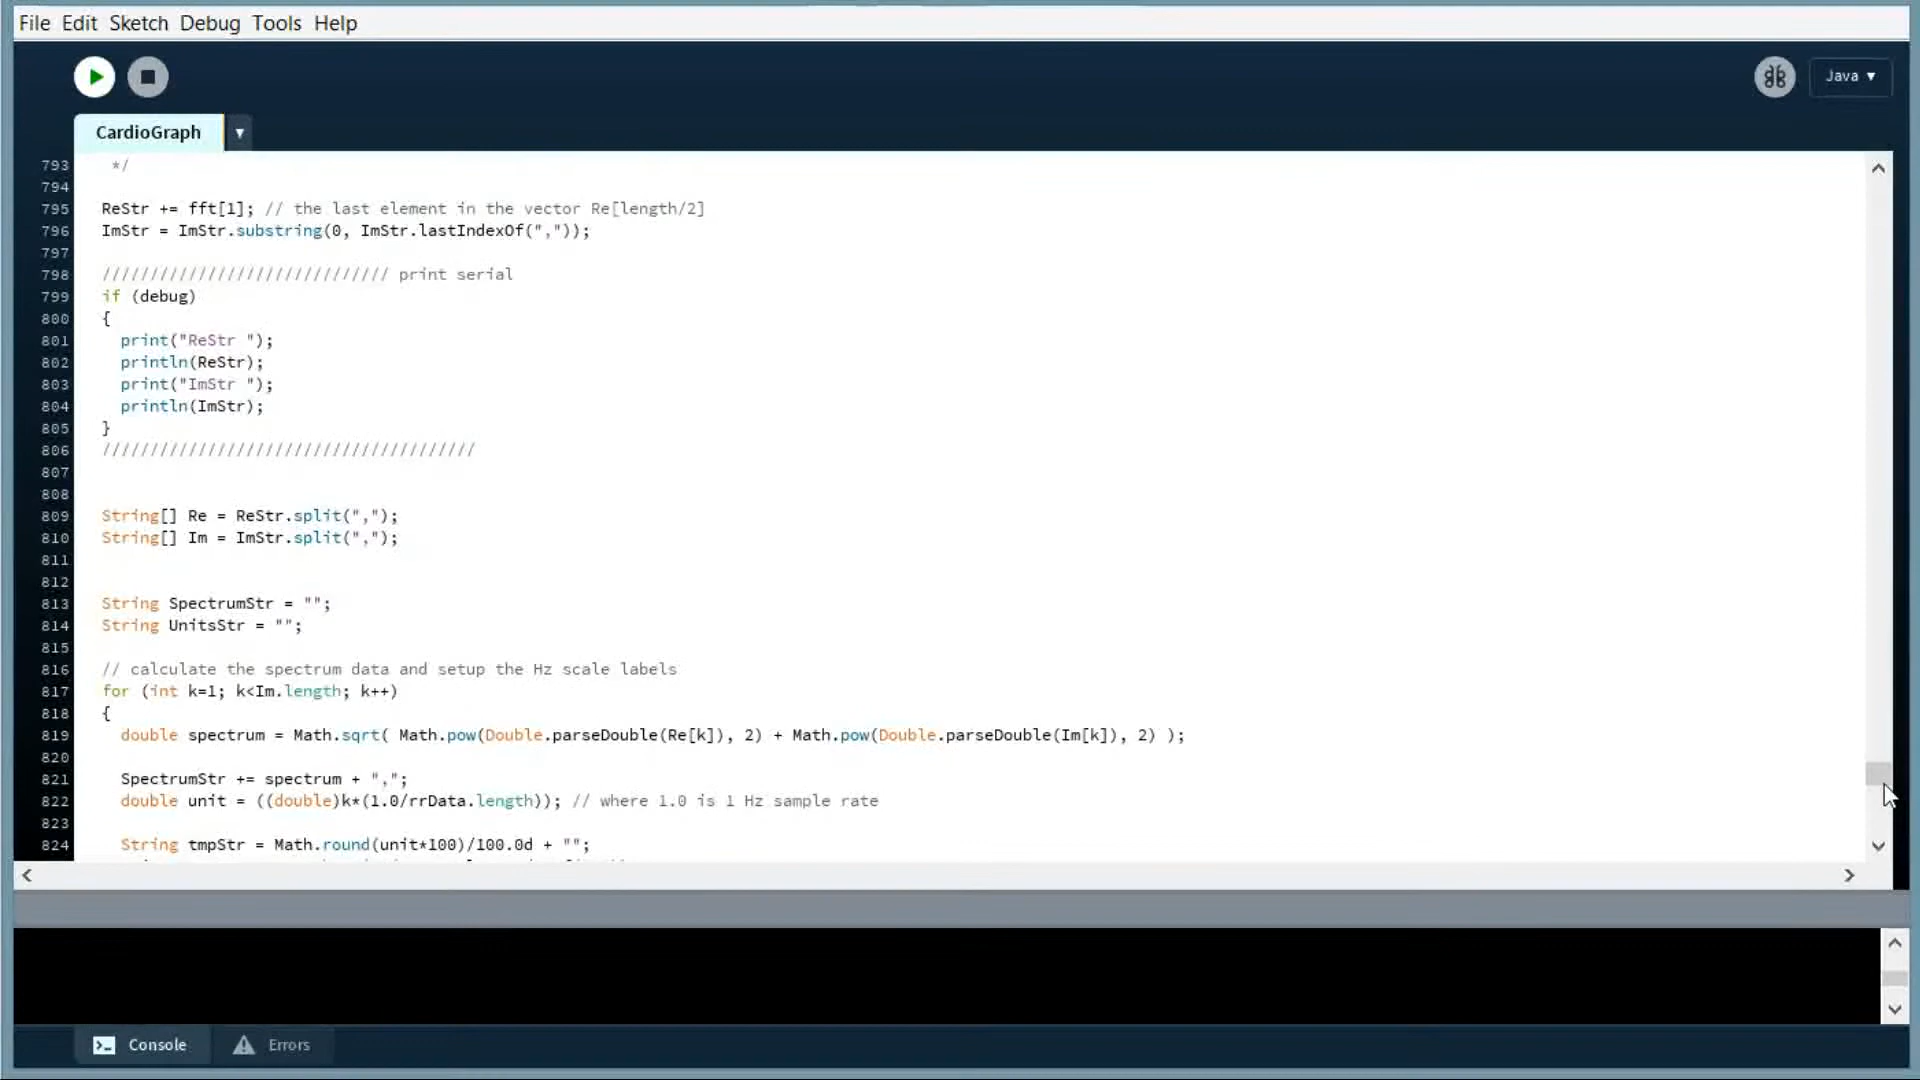 File Edit Sketch Debug Tools Help
Java ▼
CardioGraph ▼
793 */
794
795 ReStr += fft[1]; // the last element in the vector Re[length/2]
796 ImStr = ImStr.substring(0, ImStr.lastIndexOf(","));
797
798 ////////////////////////////// print serial
799 if (debug)
800 {
801 print("ReStr ");
802 println(ReStr);
803 print("ImStr ");
804 println(ImStr);
805 }
806 ///////////////////////////////////////
807
808
809 String[] Re = ReStr.split(",");
810 String[] Im = ImStr.split(",");
811
812
813 String SpectrumStr = "";
814 String UnitsStr = "";
815
816 // calculate the spectrum data and setup the Hz scale labels
817 for (int k=1; k<Im.length; k++)
818 {
819 double spectrum = Math.sqrt( Math.pow(Double.parseDouble(Re[k]), 2) + Math.pow(Double.parseDouble(Im[k]), 2) );
820
821 SpectrumStr += spectrum + ",";
822 double unit = ((double)k*(1.0/rrData.length)); // where 1.0 is 1 Hz sample rate
823
824 String tmpStr = Math.round(unit*100)/100.0d + "";
Console Errors